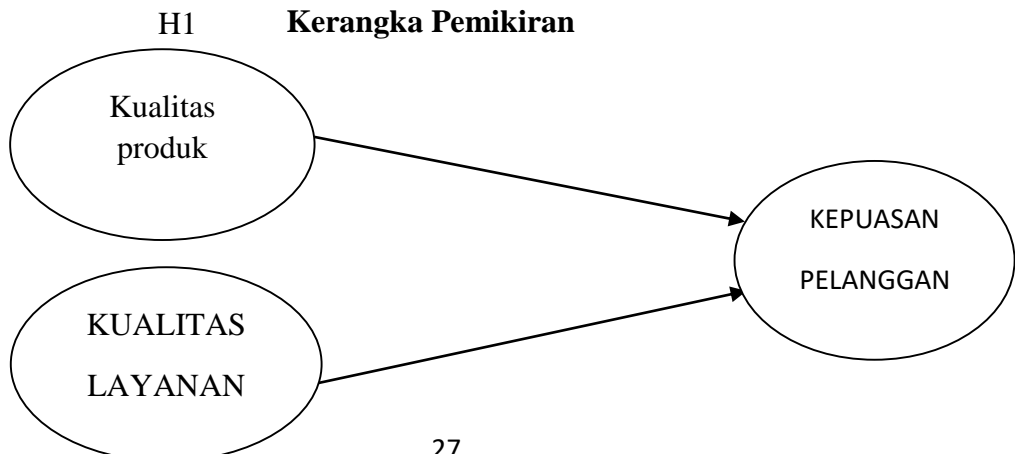 H1 Kerangka Pemikiran
Kualitas
produk
KEPUASAN
PELANGGAN
KUALITAS
LAYANAN
27